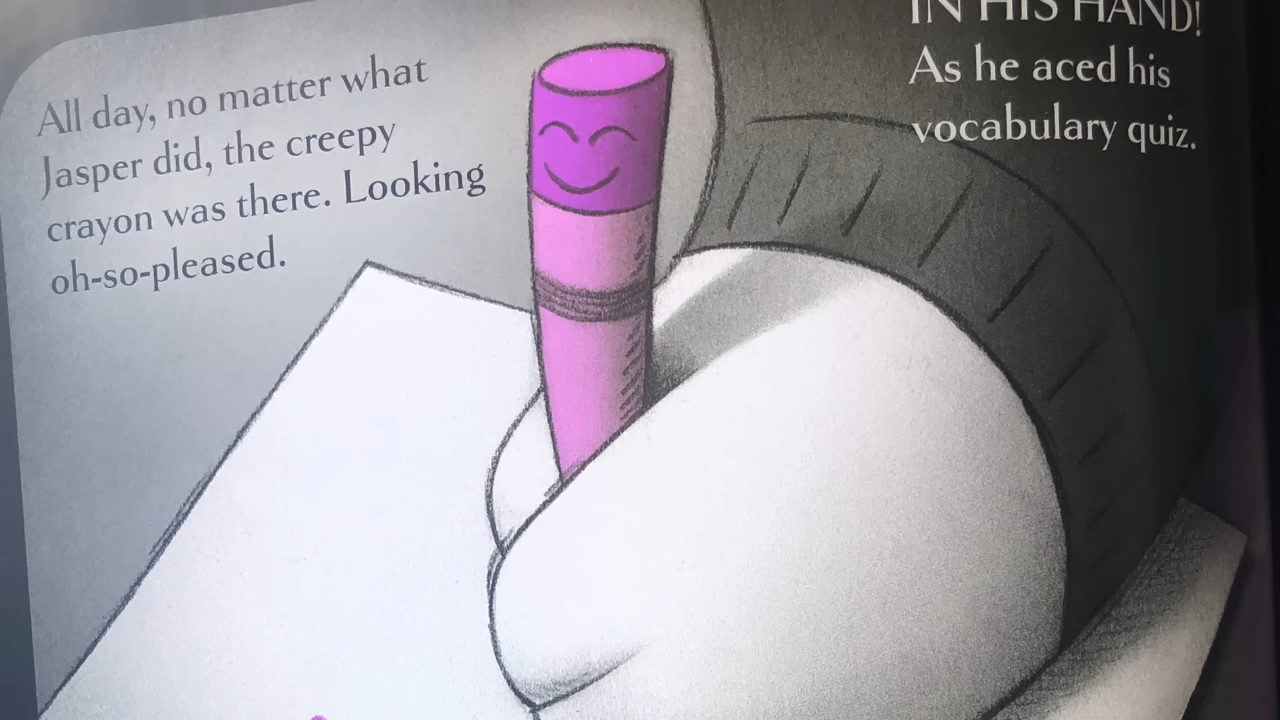 All day, no matter what
Jasper did, the creepy
crayon was there. Looking
oh-so-pleased.
IN HIS HAND!
As he aced his
vocabulary quiz.